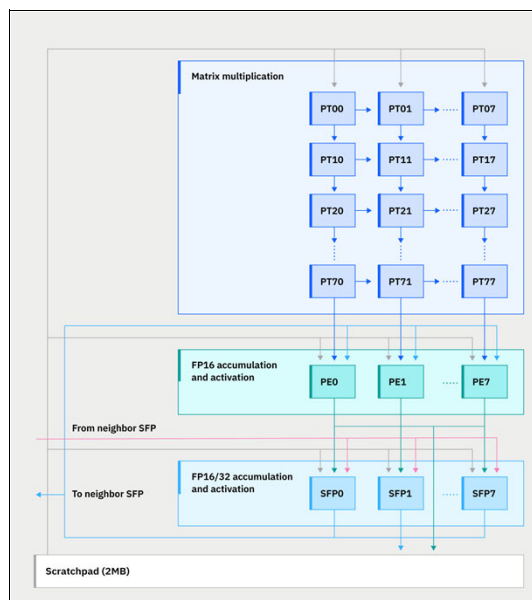 Matrix multiplication
PT00 PT01 PT07
PT10 PT11 PT17
PT20 PT21 PT27
PT70 PT71 PT77
FP16 accumulation
and activation
PE0 PE1 PE7
From neighbor SFP
FP16/32 accumulation
and activation
To neighbor SFP
SFP0 SFP1 SFP7
Scratchpad (2MB)